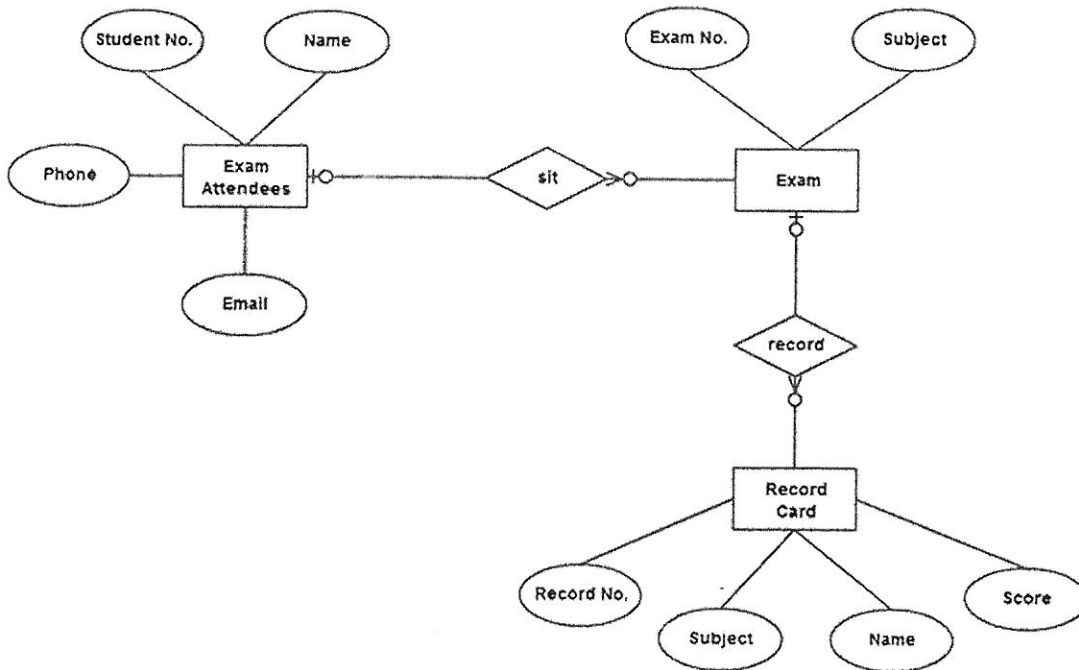 Student No.
Name
Exam No.
Subject
Phone
Exam
Attendees
sit
Exam
Email
record
Record
Card
Record No.
Score
Subject
Name